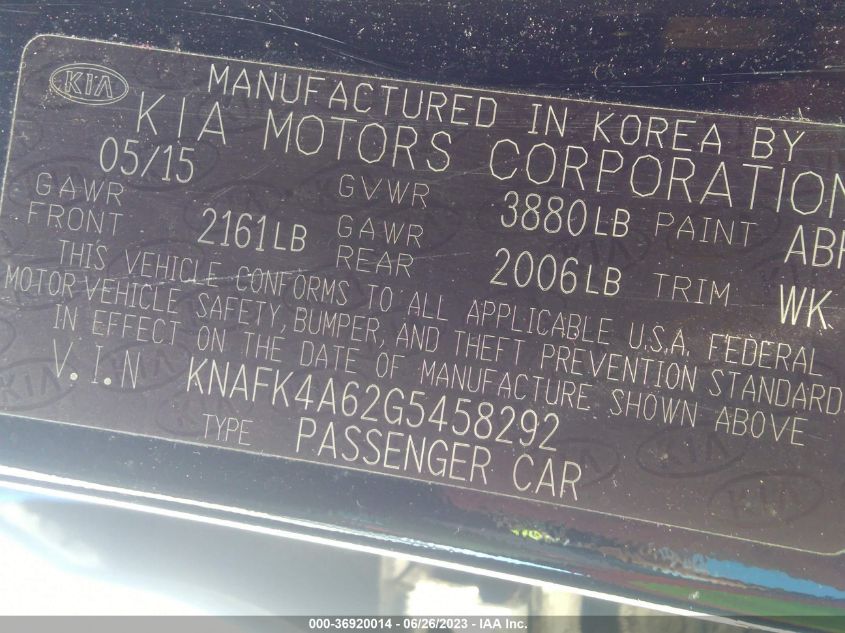 KIA
MANUFACTURED IN KOREA BY
KIA MOTORS CORPORATION
05/15
GAWR FRONT 2161LB
GVWR 3880LB
GAWR REAR 2006LB
PAINT
TRIM WK
THIS VEHICLE CONFORMS TO ALL APPLICABLE U.S.A. FEDERAL
MOTOR VEHICLE SAFETY, BUMPER, AND THEFT PREVENTION STANDARDS
IN EFFECT ON THE DATE OF MANUFACTURE SHOWN ABOVE
V.I.N KNAFK4A62G5458292
TYPE PASSENGER CAR
000-36920014 - 06/26/2023 - IAA Inc.